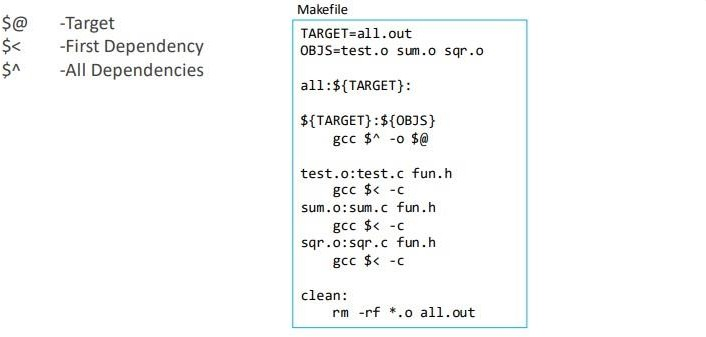 $@ -Target
$< -First Dependency
$^ -All Dependencies
Makefile
TARGET=all.out
OBJS=test.o sum.o sqr.o
all:${TARGET}:
${TARGET}:${OBJS}
gcc $^ -o $@
test.o:test.c fun.h
gcc $< -c
sum.o:sum.c fun.h
gcc $< -c
sqr.o:sqr.c fun.h
gcc $< -c
clean:
rm -rf *.o all.out